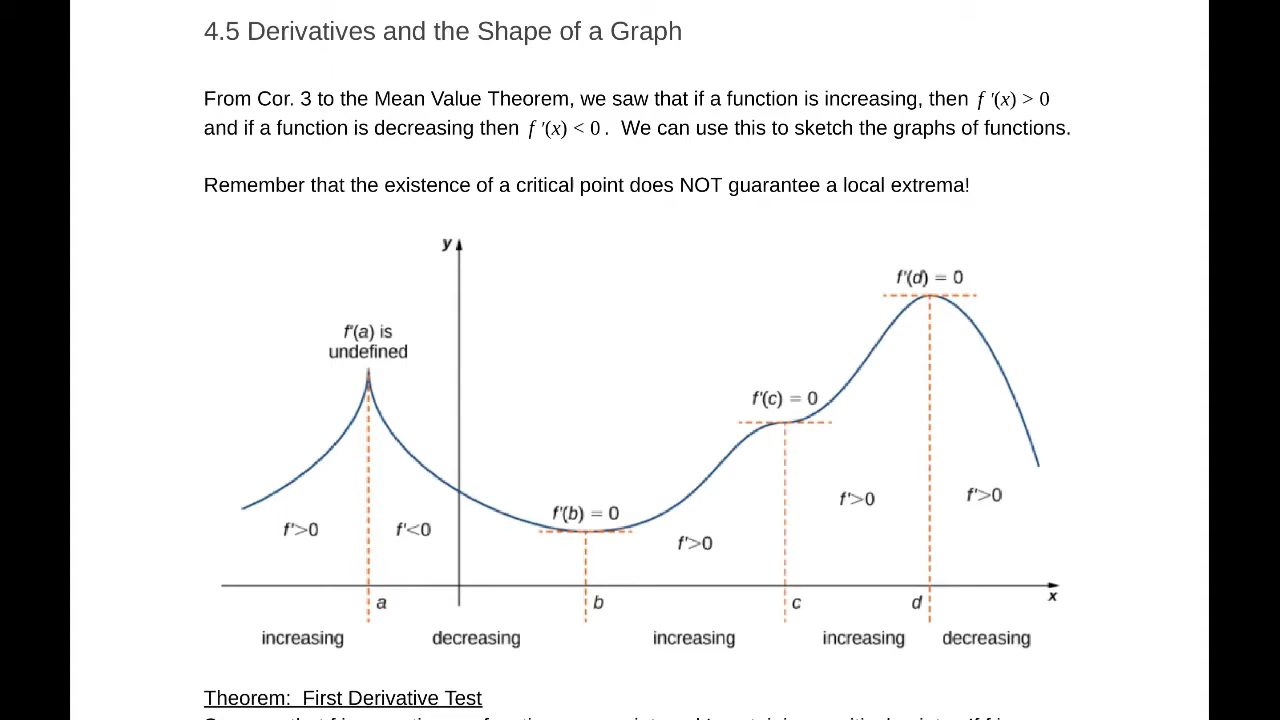 4.5 Derivatives and the Shape of a Graph
From Cor. 3 to the Mean Value Theorem, we saw that if a function is increasing, then f ′(x) > 0
and if a function is decreasing then f ′(x) < 0 .  We can use this to sketch the graphs of functions.
Remember that the existence of a critical point does NOT guarantee a local extrema!
y
f'(d) = 0
f'(a) is
undefined
f'(c) = 0
f'>0
f'>0
f'(b) = 0
f'>0
f'<0
f'>0
a
b
c
d
x
increasing
decreasing
increasing
increasing
decreasing
Theorem:  First Derivative Test